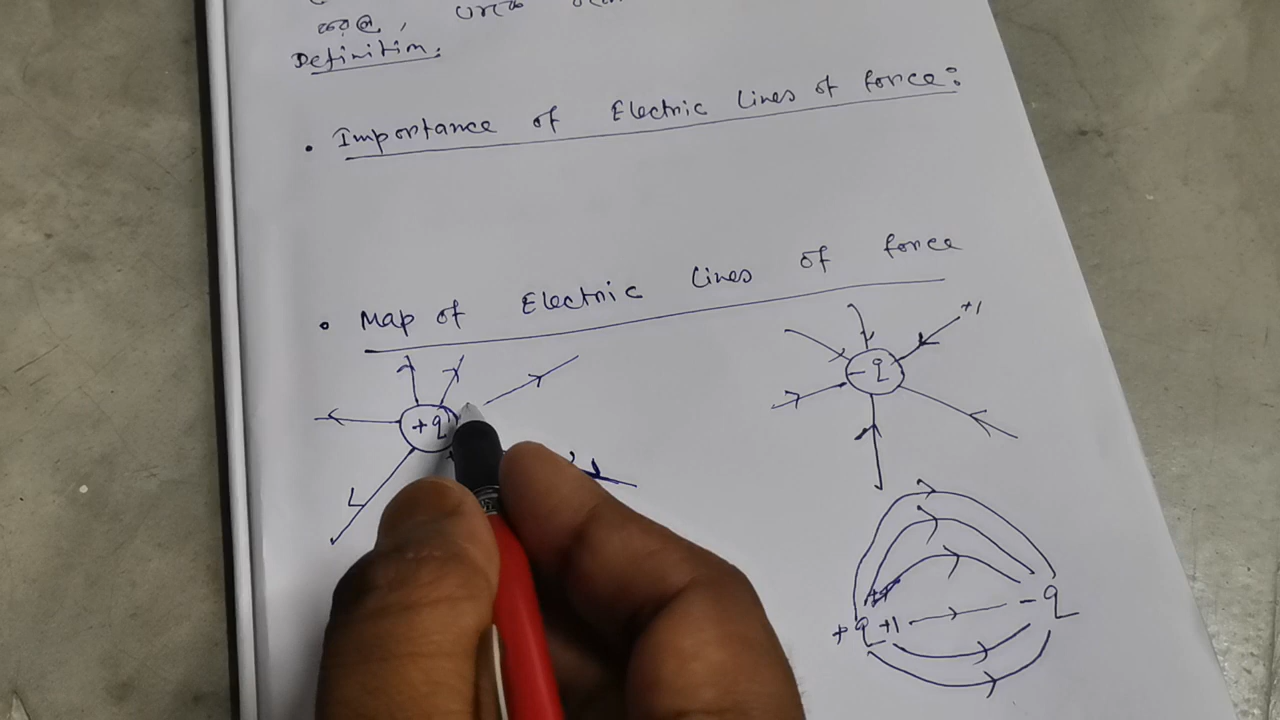 Definition.
• Importance of Electric Lines of force:
• Map of Electric Lines of force
+q
-q
+1
+q +1
-q